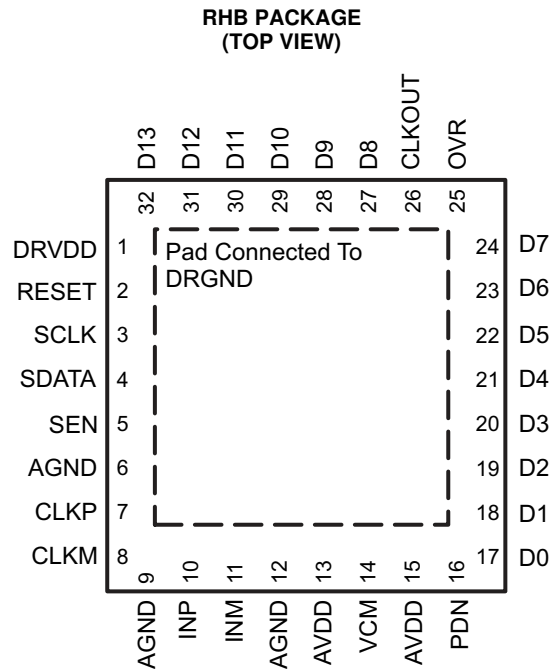 RHB PACKAGE
(TOP VIEW)
D13 D12 D11 D10 D9 D8 CLKOUT OVR
32 31 30 29 28 27 26 25
DRVDD 1
RESET 2
SCLK 3
SDATA 4
SEN 5
AGND 6
CLKP 7
CLKM 8
Pad Connected To
DRGND
24 D7
23 D6
22 D5
21 D4
20 D3
19 D2
18 D1
17 D0
9 10 11 12 13 14 15 16
AGND INP INM AGND AVDD VCM AVDD PDN